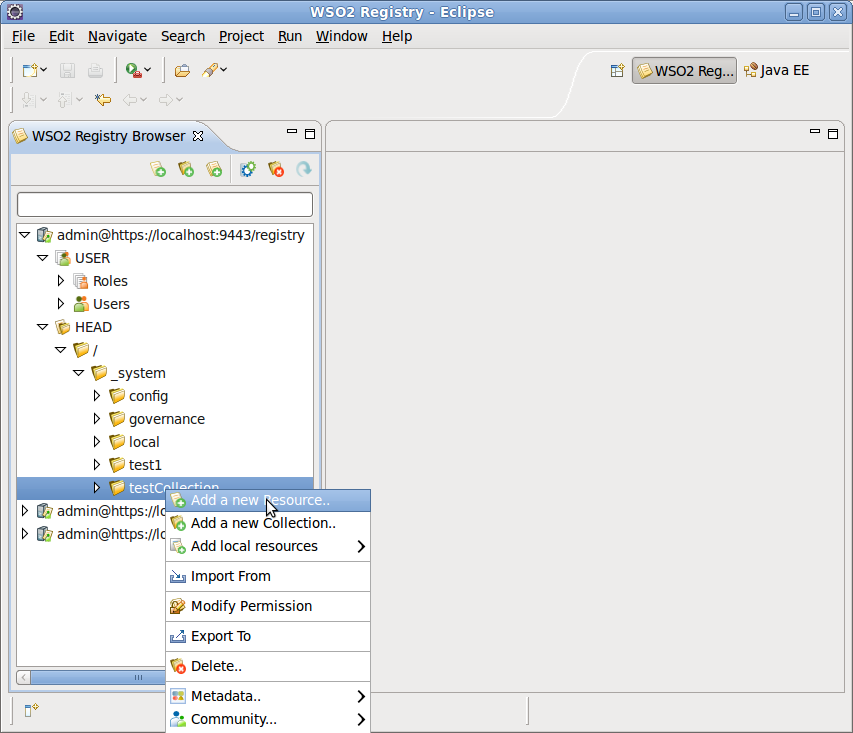 WSO2 Registry - Eclipse
File Edit Navigate Search Project Run Window Help
WSO2 Reg... Java EE
WSO2 Registry Browser
admin@https://localhost:9443/registry
USER
Roles
Users
HEAD
/
_system
config
governance
local
test1
testCollection
admin@https://lo
admin@https://lo
Add a new Resource..
Add a new Collection..
Add local resources
Import From
Modify Permission
Export To
Delete..
Metadata..
Community...